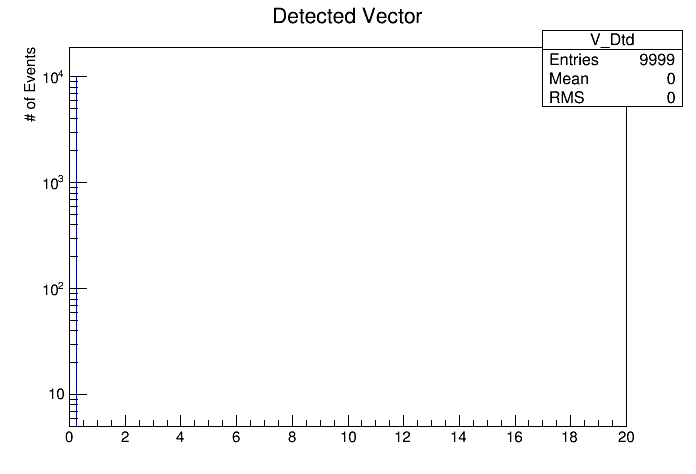 Detected Vector
V_Dtd
Entries 9999
Mean 0
RMS 0
# of Events
10^4
10^3
10^2
10
0 2 4 6 8 10 12 14 16 18 20